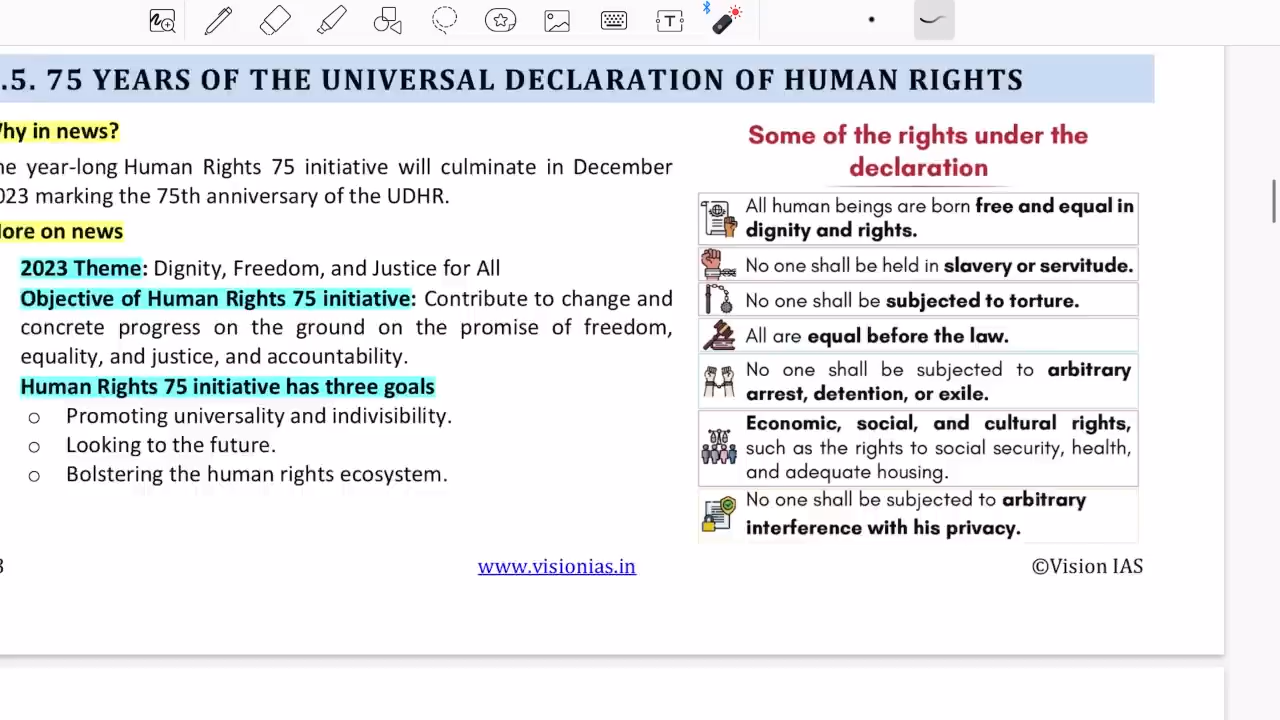 .5. 75 YEARS OF THE UNIVERSAL DECLARATION OF HUMAN RIGHTS
hy in news?
he year-long Human Rights 75 initiative will culminate in December
023 marking the 75th anniversary of the UDHR.
ore on news
2023 Theme: Dignity, Freedom, and Justice for All
Objective of Human Rights 75 initiative: Contribute to change and
concrete progress on the ground on the promise of freedom,
equality, and justice, and accountability.
Human Rights 75 initiative has three goals
o Promoting universality and indivisibility.
o Looking to the future.
o Bolstering the human rights ecosystem.
Some of the rights under the
declaration
All human beings are born free and equal in
dignity and rights.
No one shall be held in slavery or servitude.
No one shall be subjected to torture.
All are equal before the law.
No one shall be subjected to arbitrary
arrest, detention, or exile.
Economic, social, and cultural rights,
such as the rights to social security, health,
and adequate housing.
No one shall be subjected to arbitrary
interference with his privacy.
www.visionias.in
©Vision IAS